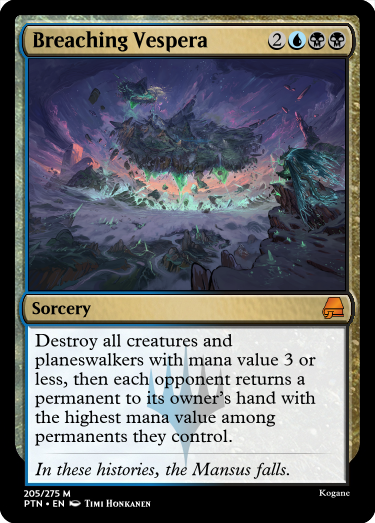 Breaching Vespera 2
Sorcery
Destroy all creatures and
planeswalkers with mana value 3 or
less, then each opponent returns a
permanent to its owner's hand with
the highest mana value among
permanents they control.
In these histories, the Mansus falls.
205/275 M Kogane
PTN • EN Timi Honkanen